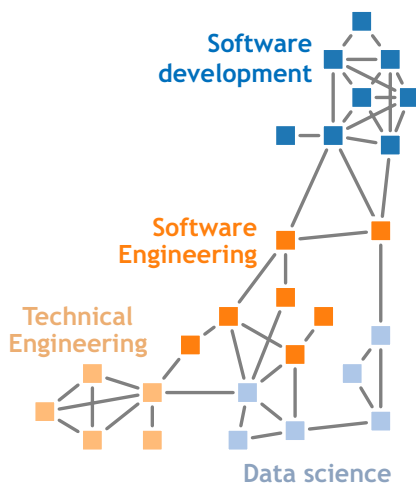 Software
development
Software
Engineering
Technical
Engineering
Data science